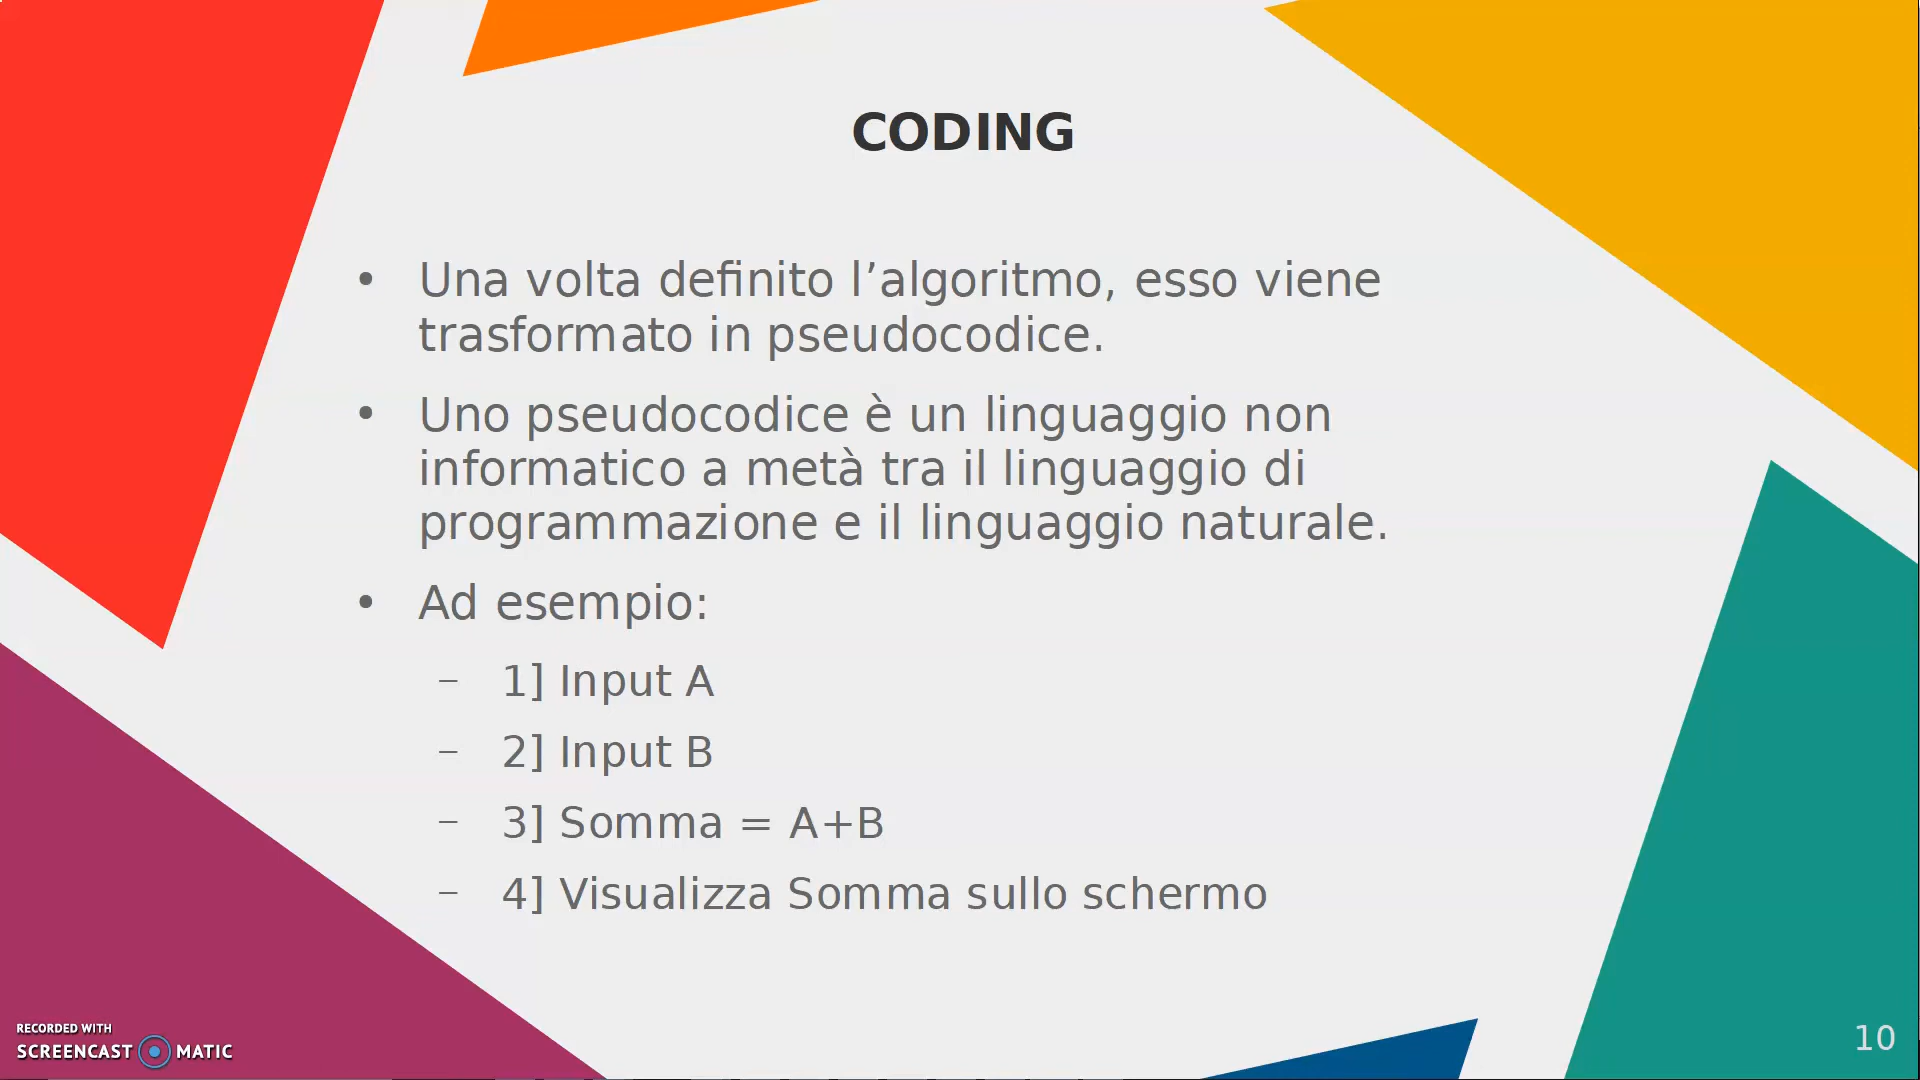 CODING
• Una volta definito l’algoritmo, esso viene
trasformato in pseudocodice.
• Uno pseudocodice è un linguaggio non
informatico a metà tra il linguaggio di
programmazione e il linguaggio naturale.
• Ad esempio:
– 1] Input A
– 2] Input B
– 3] Somma = A+B
– 4] Visualizza Somma sullo schermo
RECORDED WITH
SCREENCAST MATIC
10